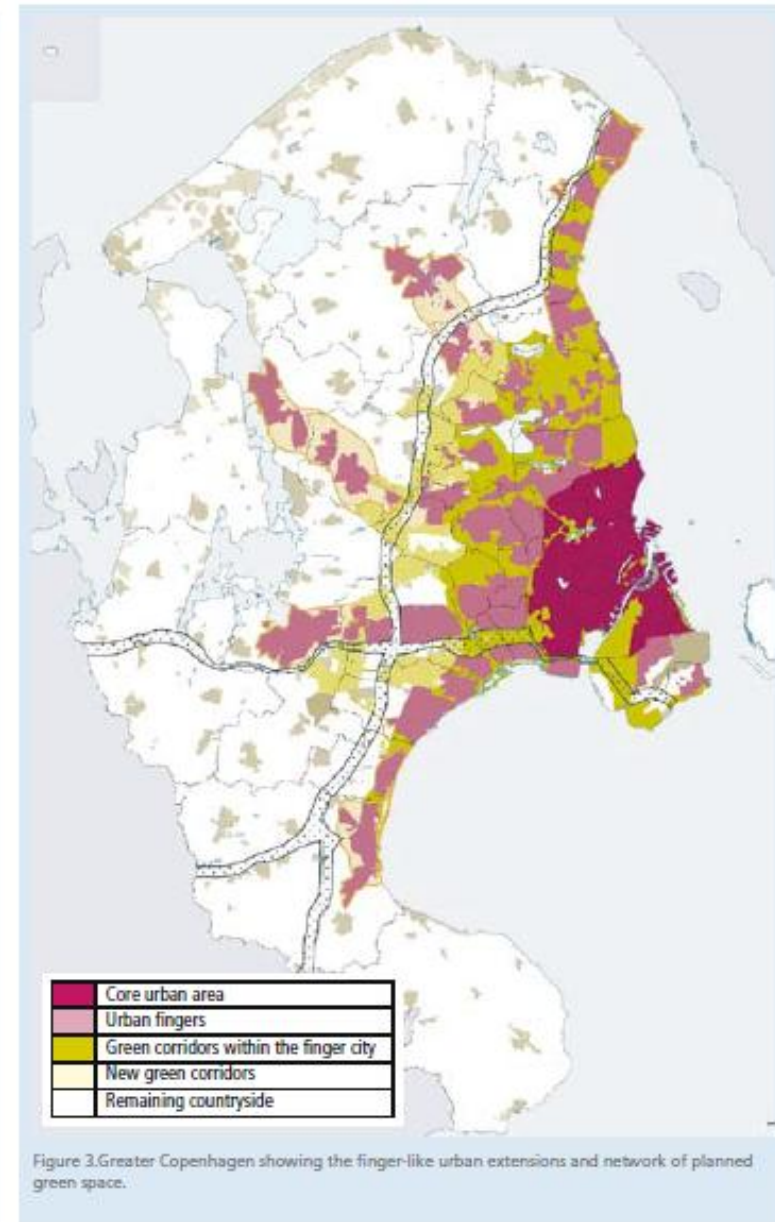 Core urban area
Urban fingers
Green corridors within the finger city
New green corridors
Remaining countryside
Figure 3.Greater Copenhagen showing the finger-like urban extensions and network of planned
green space.